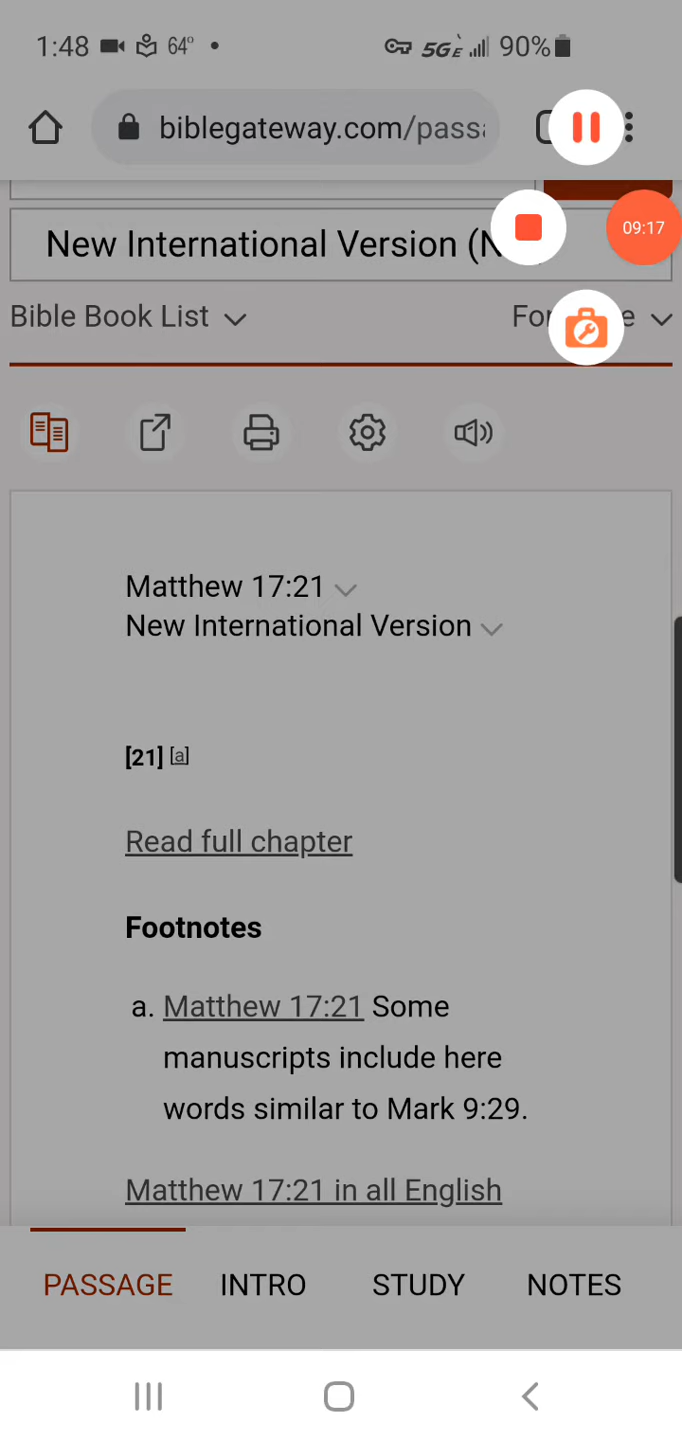 1:48 64° 5GE 90%
biblegateway.com/pass
New International Version (N
Bible Book List
09:17
Matthew 17:21
New International Version
[21] [a]
Read full chapter
Footnotes
a. Matthew 17:21 Some
manuscripts include here
words similar to Mark 9:29.
Matthew 17:21 in all English
PASSAGE INTRO STUDY NOTES